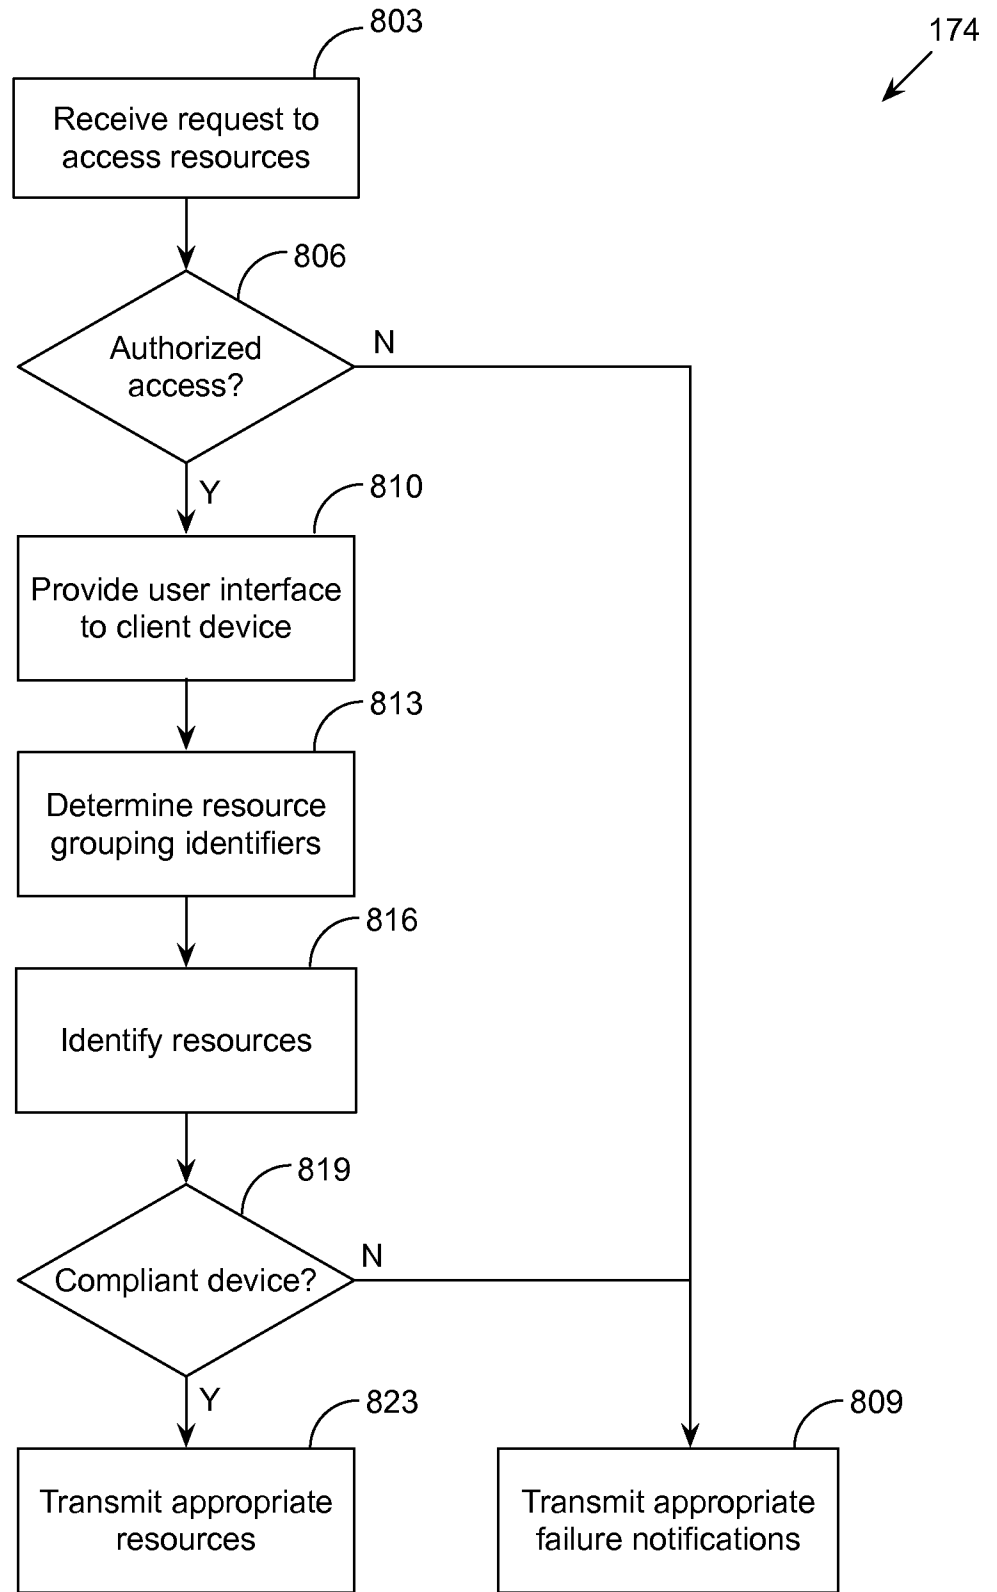 803
174
Receive request to
access resources
806
Authorized
access?
N
Y
810
Provide user interface
to client device
813
Determine resource
grouping identifiers
816
Identify resources
819
Compliant device?
N
Y
823
809
Transmit appropriate
resources
Transmit appropriate
failure notifications